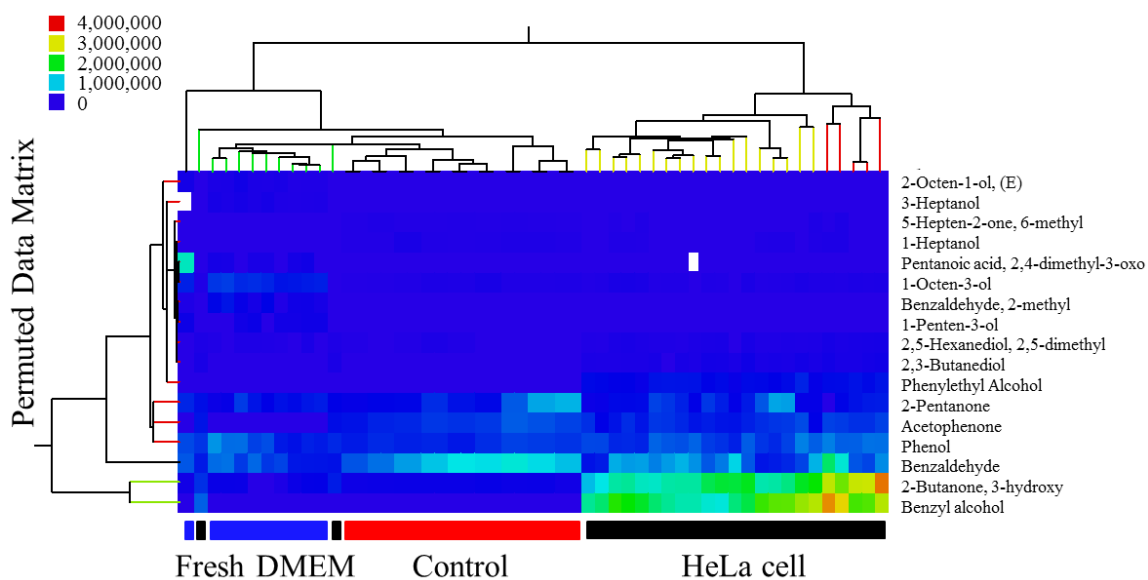 4,000,000
3,000,000
2,000,000
1,000,000
0
Permuted Data Matrix
2-Octen-1-ol, (E)
3-Heptanol
5-Hepten-2-one, 6-methyl
1-Heptanol
Pentanoic acid, 2,4-dimethyl-3-oxo
1-Octen-3-ol
Benzaldehyde, 2-methyl
1-Penten-3-ol
2,5-Hexanediol, 2,5-dimethyl
2,3-Butanediol
Phenylethyl Alcohol
2-Pentanone
Acetophenone
Phenol
Benzaldehyde
2-Butanone, 3-hydroxy
Benzyl alcohol
Fresh DMEM
Control
HeLa cell